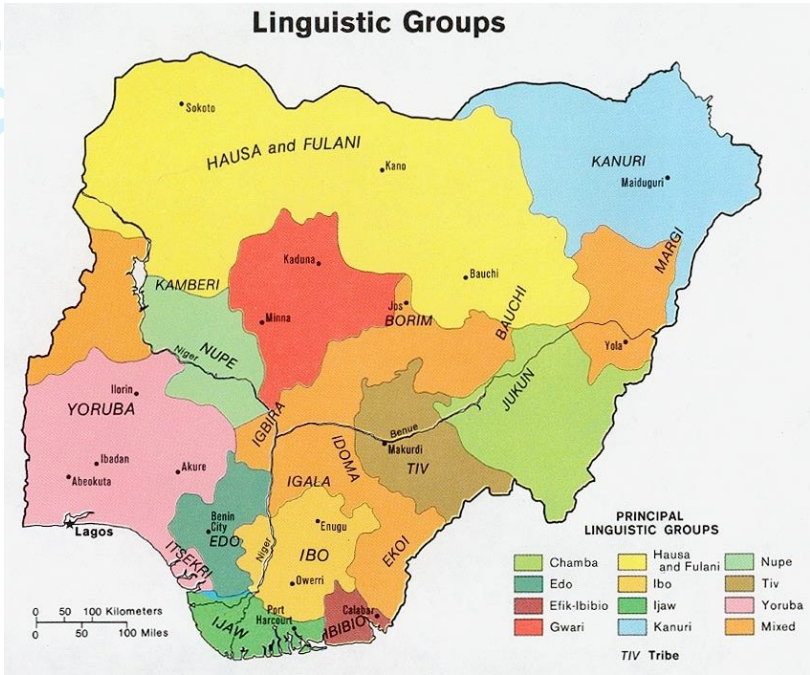 Linguistic Groups
Sokoto
HAUSA and FULANI
Kano
KANURI
Maiduguri
MARGI
Kaduna
Bauchi
KAMBERI
Jos
BORIM
BAUCHI
Minna
Yola
Niger
NUPE
JUKUN
Ilorin
YORUBA
IGBIRA
Benue
Makurdi
IDOMA
TIV
Ibadan
Akure
Abeokuta
IGALA
Lagos
Benin
City
EDO
Enugu
Niger
IBO
EKOI
ITSEKRI
Owerri
Port
Harcourt
Calabar
IJAW
IBIBIO
0 50 100 Kilometers
0 50 100 Miles
PRINCIPAL
LINGUISTIC GROUPS
Chamba
Edo
Efik-Ibibio
Gwari
Hausa
and Fulani
Ibo
Ijaw
Kanuri
Nupe
Tiv
Yoruba
Mixed
TIV Tribe